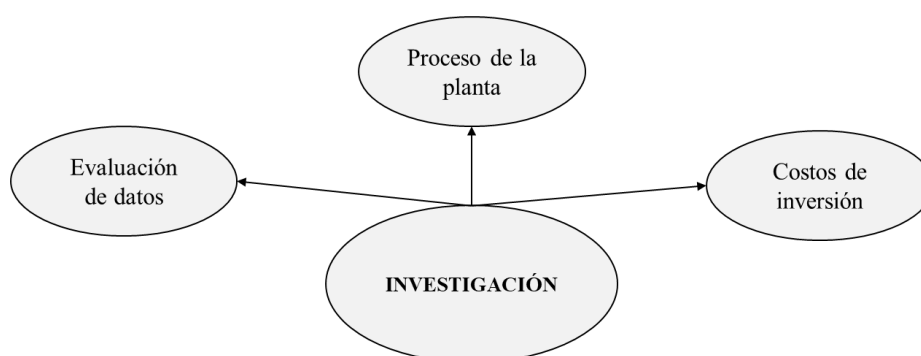 Proceso de la
planta
Evaluación
de datos
Costos de
inversión
INVESTIGACIÓN